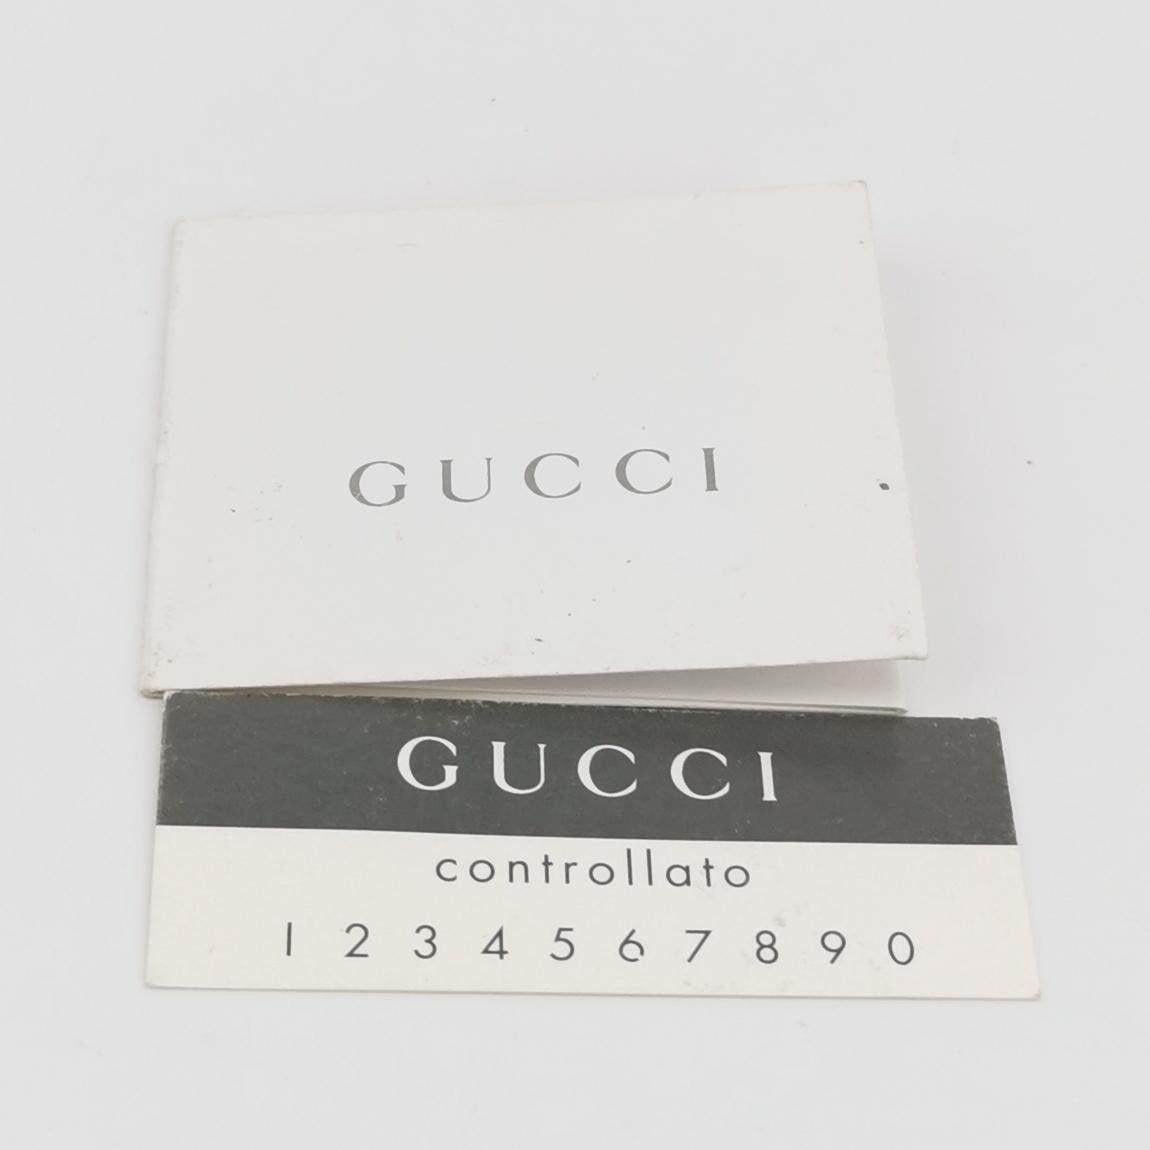 GUCCI
GUCCI
controllato
1 2 3 4 5 6 7 8 9 0